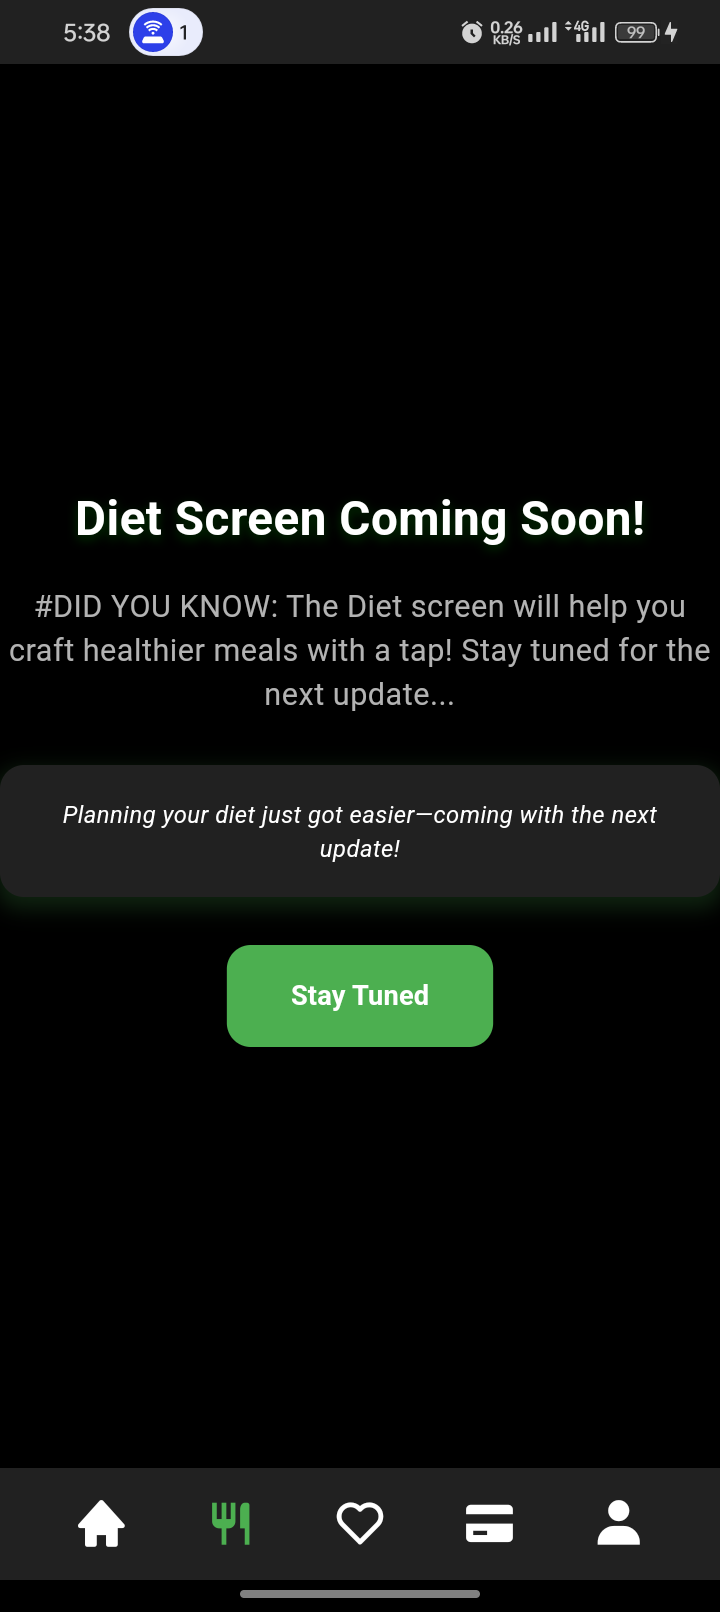 5:38 1 0.26 KB/S 4G 99
Diet Screen Coming Soon!
#DID YOU KNOW: The Diet screen will help you
craft healthier meals with a tap! Stay tuned for the
next update...
Planning your diet just got easier—coming with the next
update!
Stay Tuned